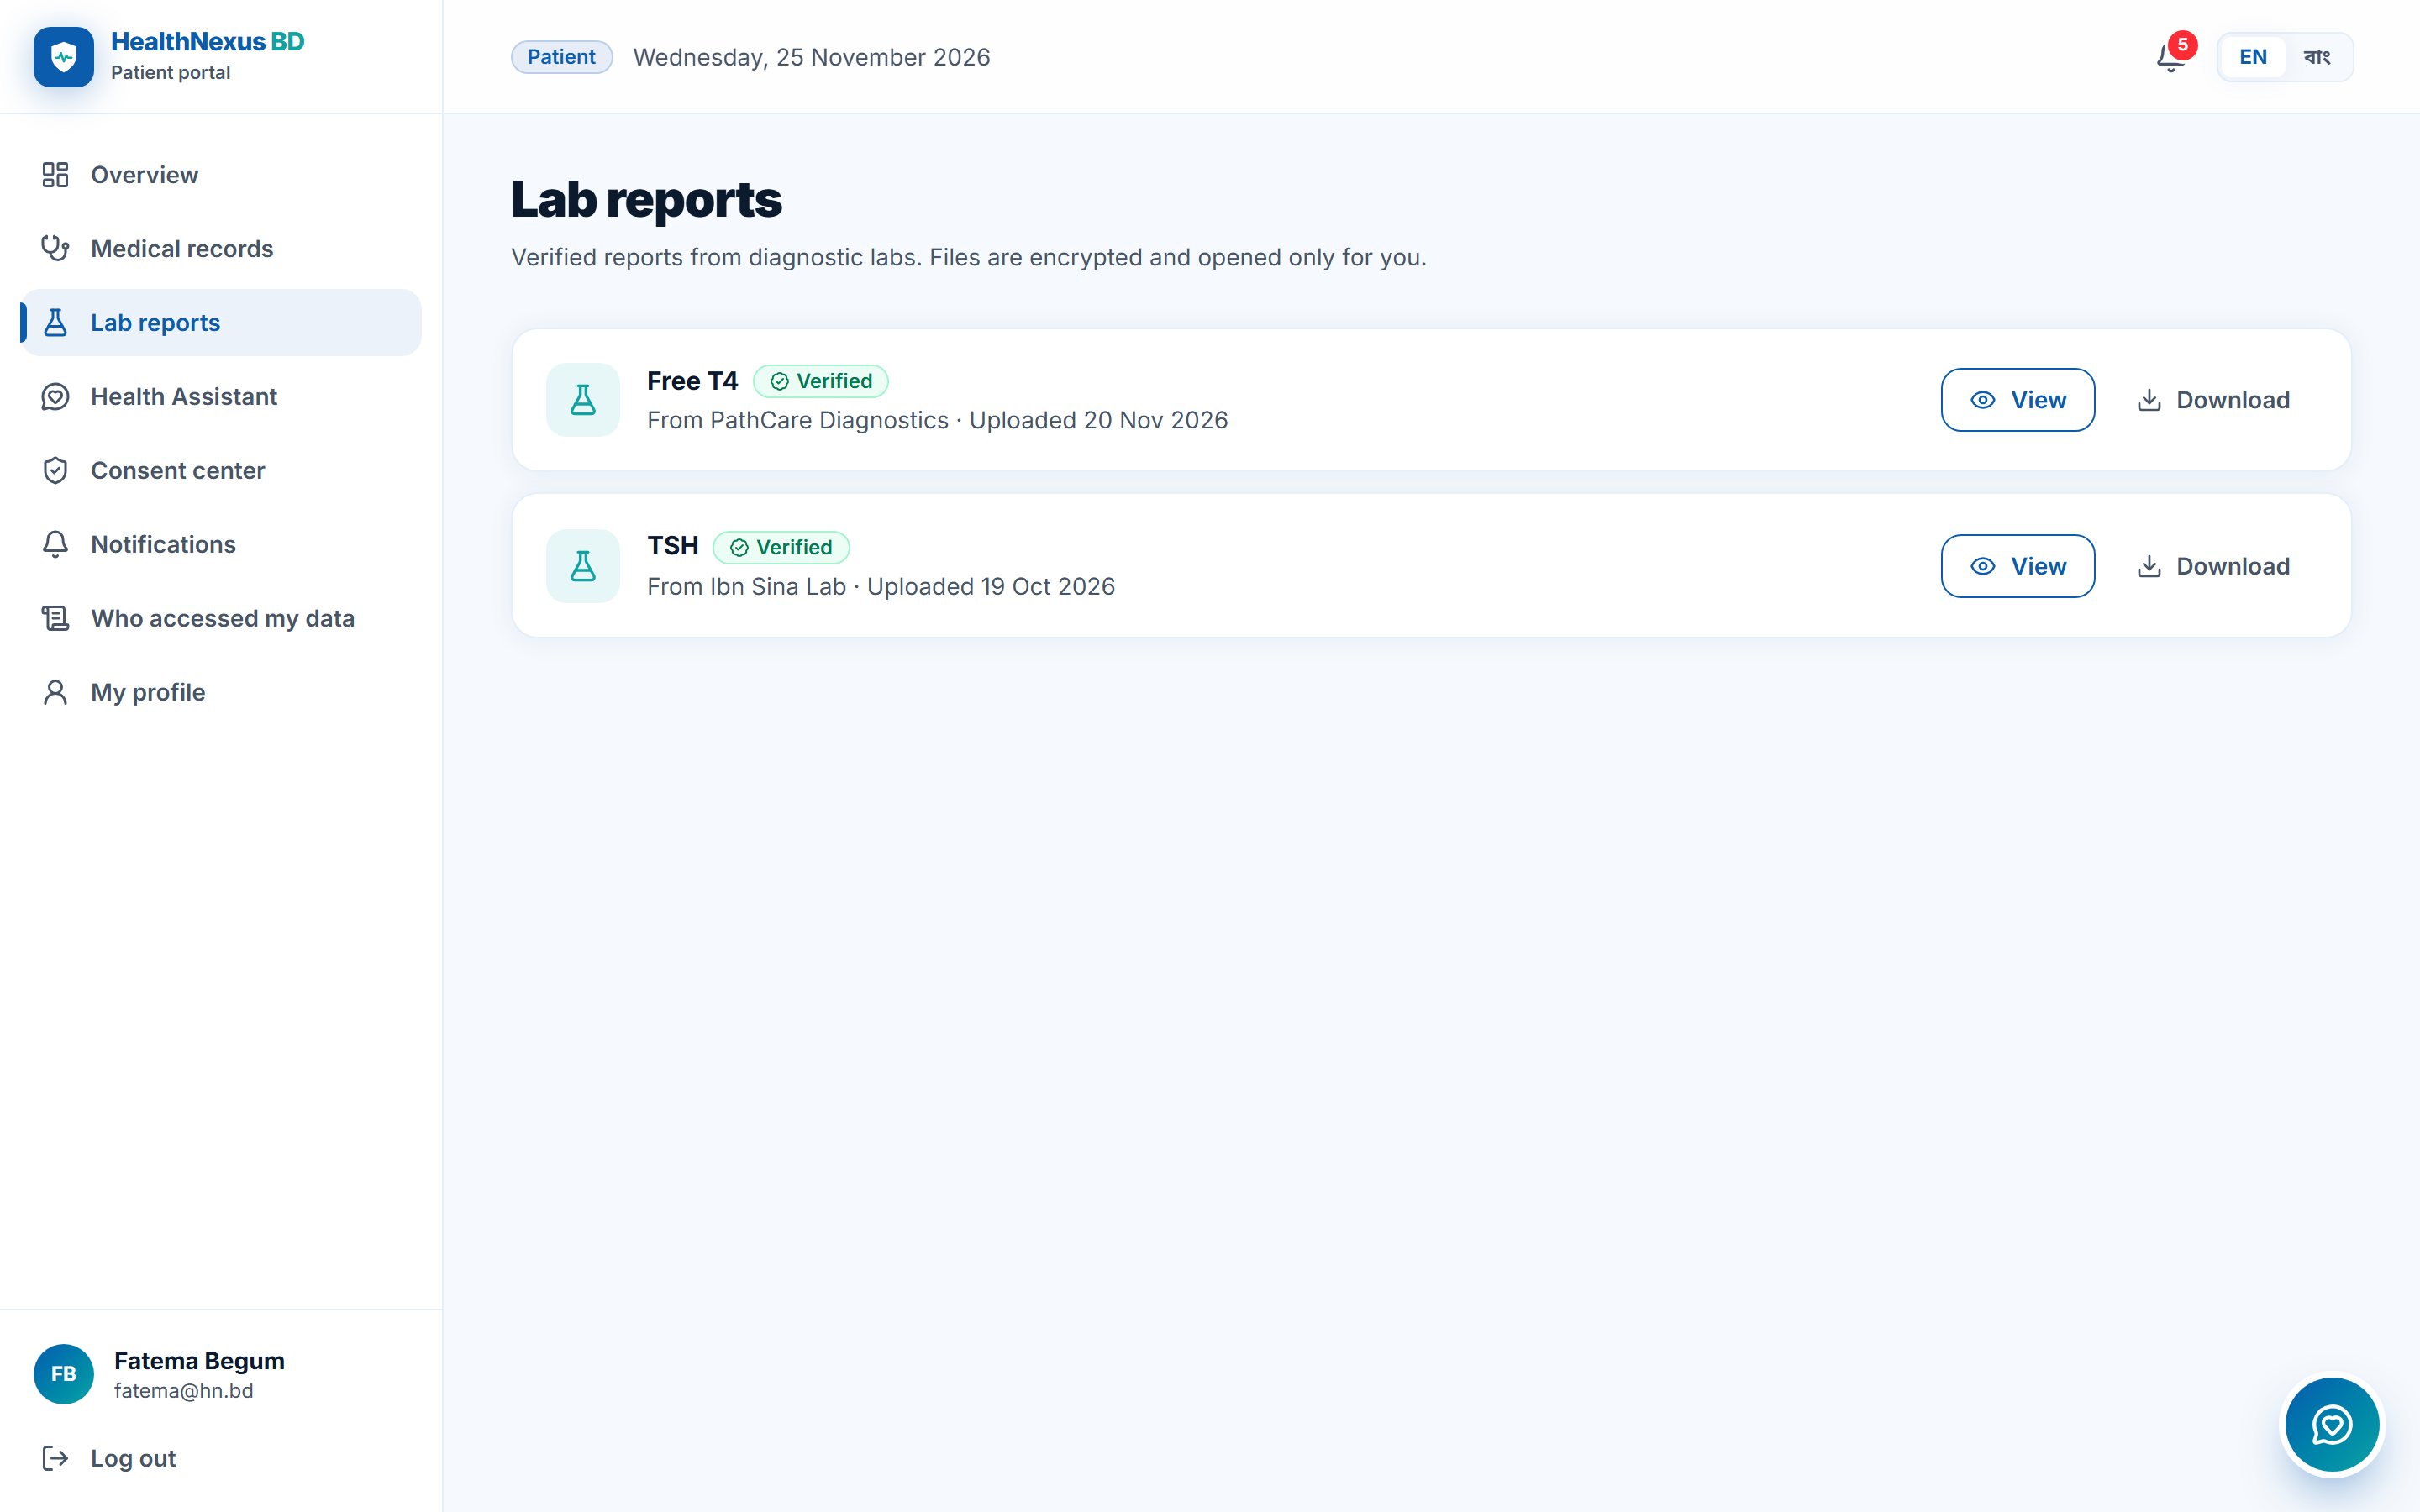 HealthNexus BD
Patient portal
Patient
Wednesday, 25 November 2026
5
EN
বাং
Overview
Medical records
Lab reports
Health Assistant
Consent center
Notifications
Who accessed my data
My profile
Lab reports
Verified reports from diagnostic labs. Files are encrypted and opened only for you.
Free T4
Verified
From PathCare Diagnostics · Uploaded 20 Nov 2026
View
Download
TSH
Verified
From Ibn Sina Lab · Uploaded 19 Oct 2026
View
Download
FB
Fatema Begum
fatema@hn.bd
Log out